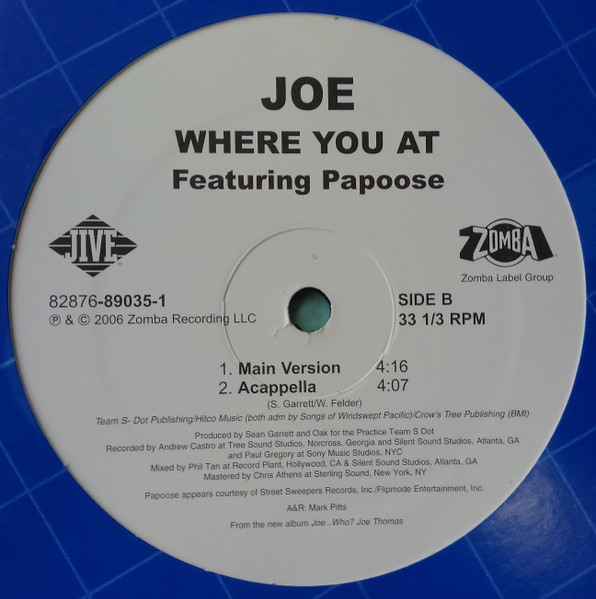 JOE
WHERE YOU AT
Featuring Papoose
JIVE®
ZOMBA
Zomba Label Group
82876-89035-1
℗ & © 2006 Zomba Recording LLC
SIDE B
33 1/3 RPM
1. Main Version 4:16
2. Acappella 4:07
(S. Garrett/W. Felder)
Team S- Dot Publishing/Hitco Music (both adm by Songs of Windswept Pacific)/Crow's Tree Publishing (BMI)
Produced by Sean Garrett and Oak for the Practice Team S Dot
Recorded by Andrew Castro at Tree Sound Studios, Norcross, Georgia and Silent Sound Studios, Atlanta, GA
and Paul Gregory at Sony Music Studios, NYC
Mixed by Phil Tan at Record Plant, Hollywood, CA & Silent Sound Studios, Atlanta, GA
Mastered by Chris Athens at Sterling Sound, New York, NY
Papoose appears courtesy of Street Sweepers Records, Inc./Flipmode Entertainment, Inc.
A&R: Mark Pitts
From the new album Joe...Who? Joe Thomas